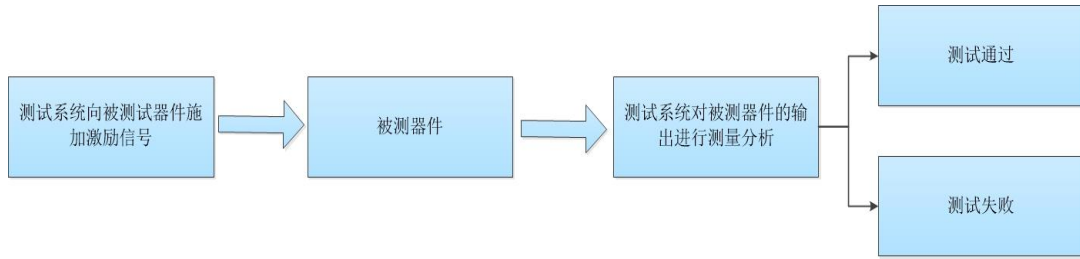 测试系统向被测试器件施
加激励信号
被测器件
测试系统对被测器件的输
出进行测量分析
测试通过
测试失败